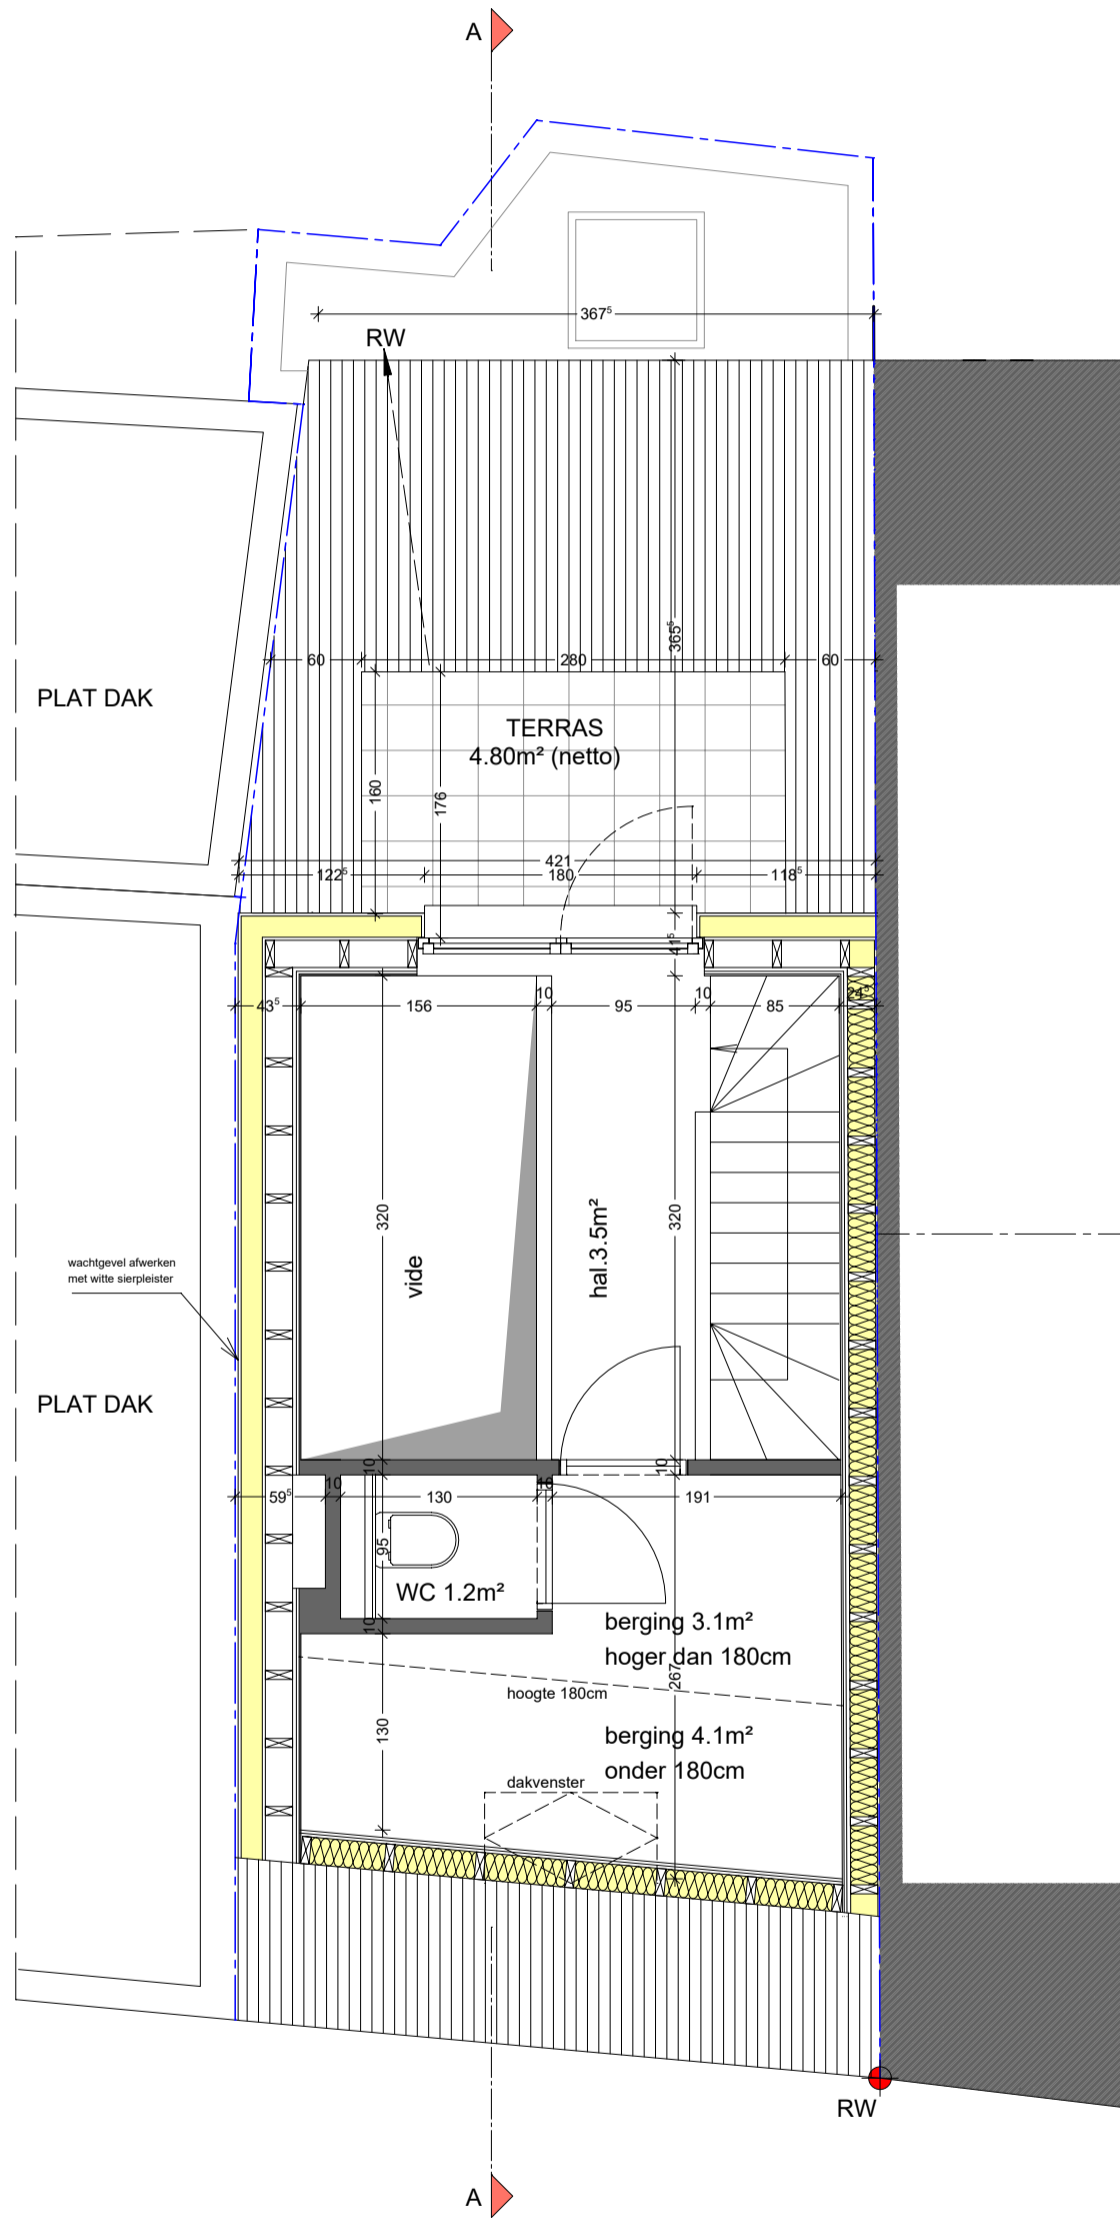 A
367⁵
RW
365⁵
60
280
60
PLAT DAK
TERRAS
4.80m² (netto)
160
176
421
122⁵
180
118⁵
41⁵
43⁵
156
10
95
10
85
24⁵
320
vide
hal.3.5m²
320
wachtgevel afwerken
met witte sierpleister
PLAT DAK
10
10
59⁵
10
130
191
95
WC 1.2m²
10
berging 3.1m²
hoger dan 180cm
267
hoogte 180cm
130
berging 4.1m²
onder 180cm
dakvenster
RW
A